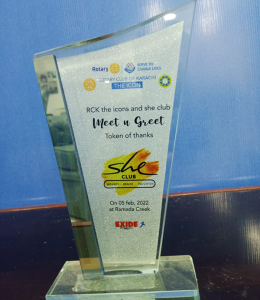 Rotary
SERVE TO
CHANGE LIVES
ROTARY CLUB OF KARACHI
THE ICON
RCK the icons and she club
Meet n Greet
Token of thanks
she
CLUB
On 05 feb, 2022
at Ramada Creek
EXIDE